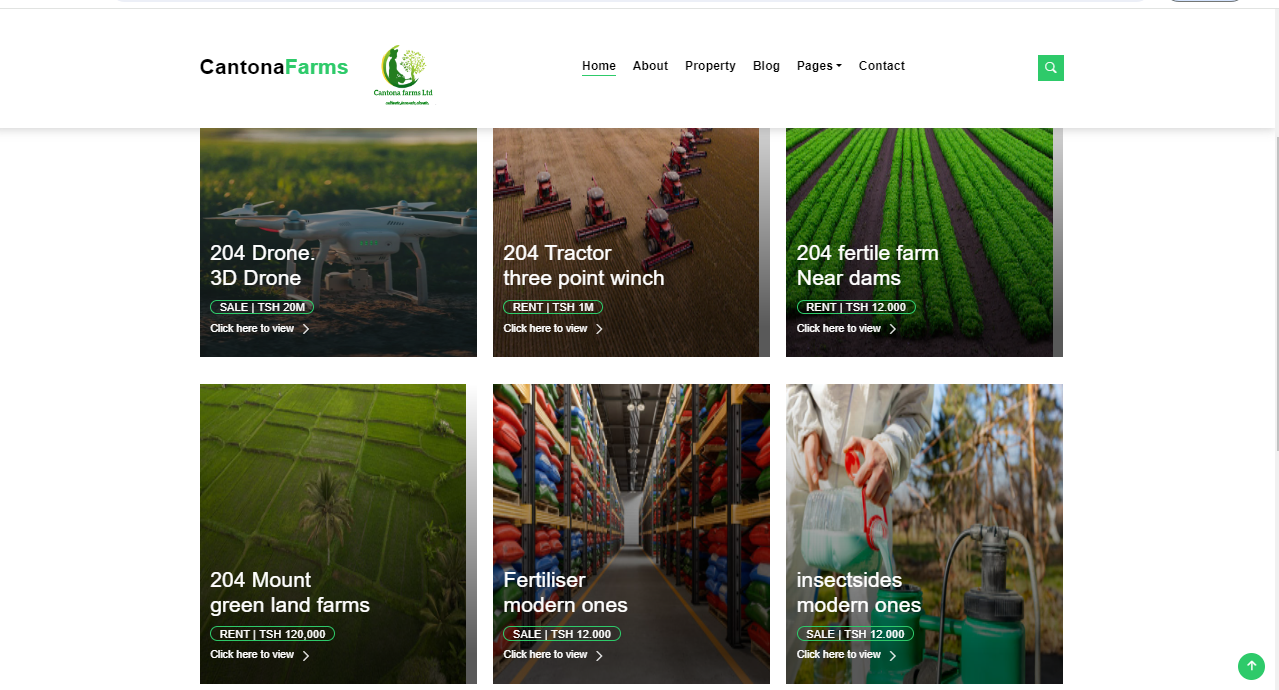 CantonaFarms
Cantona farms Ltd
Home About Property Blog Pages Contact
204 Drone.
3D Drone
SALE | TSH 20M
Click here to view
204 Tractor
three point winch
RENT | TSH 1M
Click here to view
204 fertile farm
Near dams
RENT | TSH 12.000
Click here to view
204 Mount
green land farms
RENT | TSH 120,000
Click here to view
Fertiliser
modern ones
SALE | TSH 12.000
Click here to view
insectsides
modern ones
SALE | TSH 12.000
Click here to view